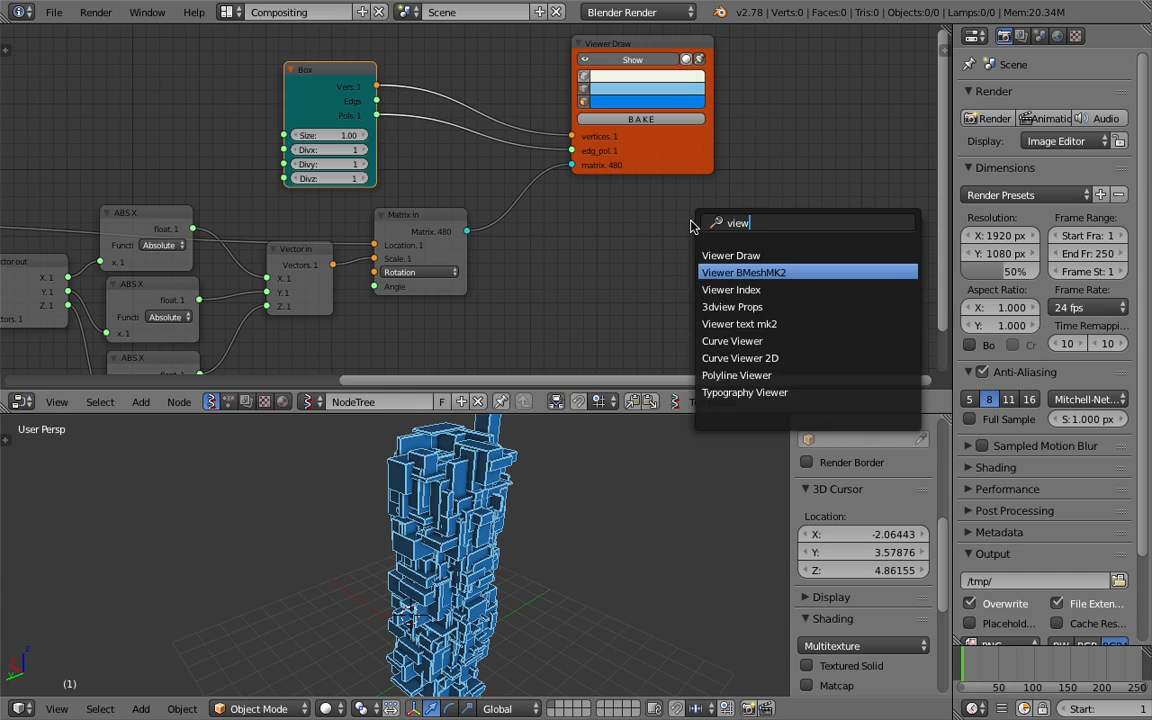 File Render Window Help Compositing Scene Blender Render v2.78 | Verts:0 | Faces:0 | Tris:0 | Objects:0/0 | Lamps:0/0 | Mem:20.34M
Box
Vers. 1
Edgs
Pols. 1
Size: 1.00
Divx: 1
Divy: 1
Divz: 1
Viewer Draw
Show
BAKE
vertices. 1
edg_pol. 1
matrix. 480
ABS X
float. 1
Functi Absolute
x. 1
ector out
X. 1
Y. 1
Z. 1
ctors. 1
ABS X
float. 1
Functi Absolute
x. 1
ABS X
Vector in
Vectors. 1
X. 1
Y. 1
Z. 1
Matrix in
Matrix. 480
Location. 1
Scale. 1
Rotation
Angle
view
Viewer Draw
Viewer BMeshMK2
Viewer Index
3dview Props
Viewer text mk2
Curve Viewer
Curve Viewer 2D
Polyline Viewer
Typography Viewer
View Select Add Node NodeTree F
User Persp
(1)
View Select Add Object Object Mode Global
Render Border
3D Cursor
Location:
X: -2.06443
Y: 3.57876
Z: 4.86155
Display
Shading
Multitexture
Textured Solid
Matcap
Scene
Render
Render Animatic Audio
Display: Image Editor
Dimensions
Render Presets
Resolution: Frame Range:
X: 1920 px Start Fra: 1
Y: 1080 px End Fr: 250
50% Frame St: 1
Aspect Ratio: Frame Rate:
X: 1.000 24 fps
Y: 1.000 Time Remappi...
Bo Cr 10 10
Anti-Aliasing
5 8 11 16 Mitchell-Net...
Full Sample S: 1.000 px
Sampled Motion Blur
Shading
Performance
Post Processing
Metadata
Output
/tmp/
Overwrite File Exten...
Placehold... Cache Res...
50 100 150 200 250
Start: 1